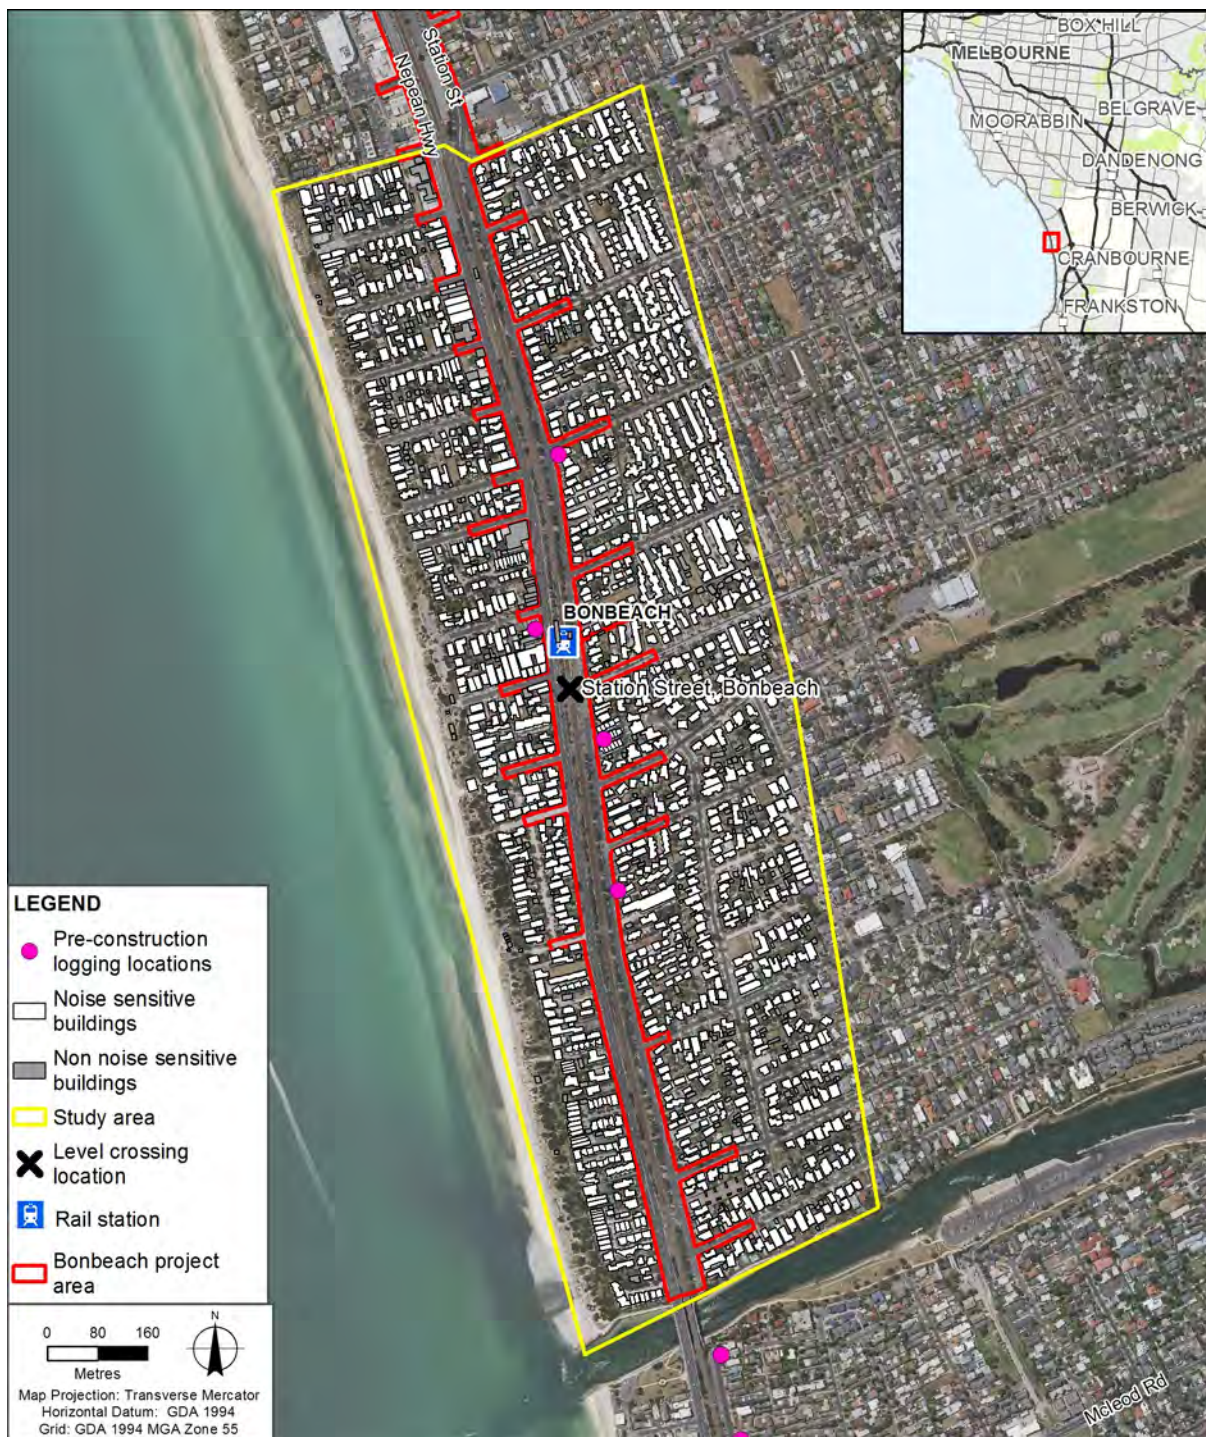 Station St
Nepean Hwy
BOX HILL
MELBOURNE
BELGRAVE
MOORABBIN
DANDENONG
BERWICK
CRANBOURNE
FRANKSTON
BONBEACH
Station Street, Bonbeach
LEGEND
Pre-construction
logging locations
Noise sensitive
buildings
Non noise sensitive
buildings
Study area
Level crossing
location
Rail station
Bonbeach project
area
0 80 160
Metres
N
Map Projection: Transverse Mercator
Horizontal Datum: GDA 1994
Grid: GDA 1994 MGA Zone 55
Mcleod Rd